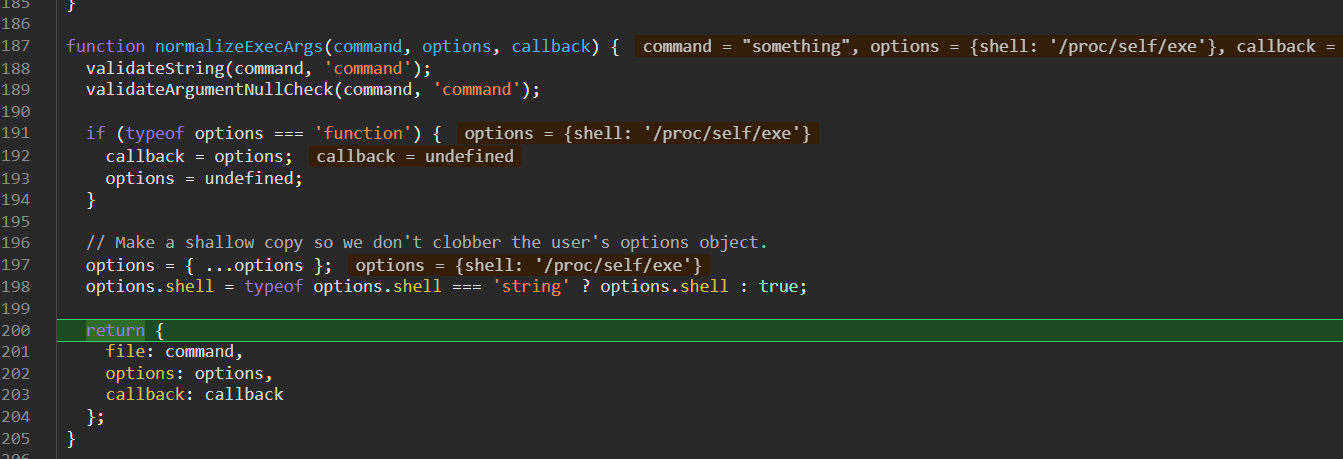 185 }
186
187 function normalizeExecArgs(command, options, callback) { command = "something", options = {shell: '/proc/self/exe'}, callback =
188 validateString(command, 'command');
189 validateArgumentNullCheck(command, 'command');
190
191 if (typeof options === 'function') { options = {shell: '/proc/self/exe'}
192 callback = options; callback = undefined
193 options = undefined;
194 }
195
196 // Make a shallow copy so we don't clobber the user's options object.
197 options = { ...options }; options = {shell: '/proc/self/exe'}
198 options.shell = typeof options.shell === 'string' ? options.shell : true;
199
200 return {
201 file: command,
202 options: options,
203 callback: callback
204 };
205 }
206